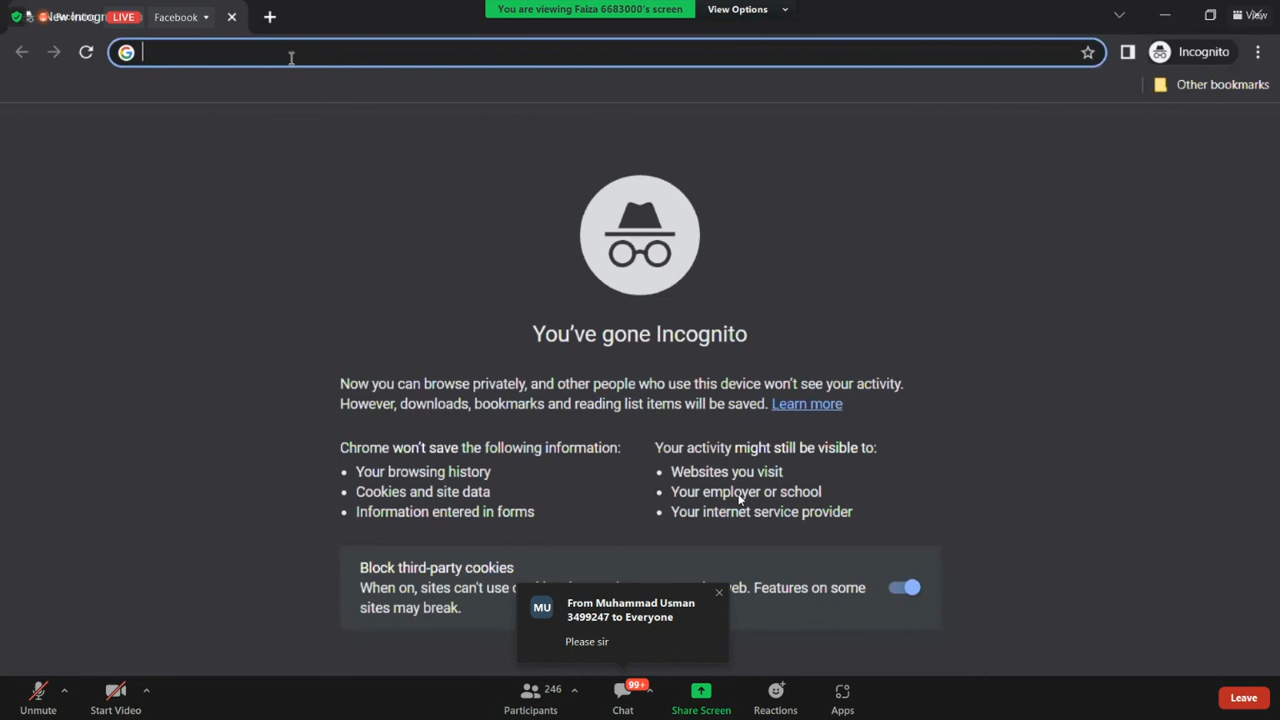 New Incogni
LIVE
Facebook
You are viewing Faiza 6683000's screen
View Options
View
Incognito
Other bookmarks
You've gone Incognito
Now you can browse privately, and other people who use this device won't see your activity.
However, downloads, bookmarks and reading list items will be saved. Learn more
Chrome won't save the following information:
• Your browsing history
• Cookies and site data
• Information entered in forms
Your activity might still be visible to:
• Websites you visit
• Your employer or school
• Your internet service provider
Block third-party cookies
When on, sites can't use eb. Features on some
sites may break.
MU
From Muhammad Usman
3499247 to Everyone
Please sir
Unmute
Start Video
246
Participants
99+
Chat
Share Screen
Reactions
Apps
Leave